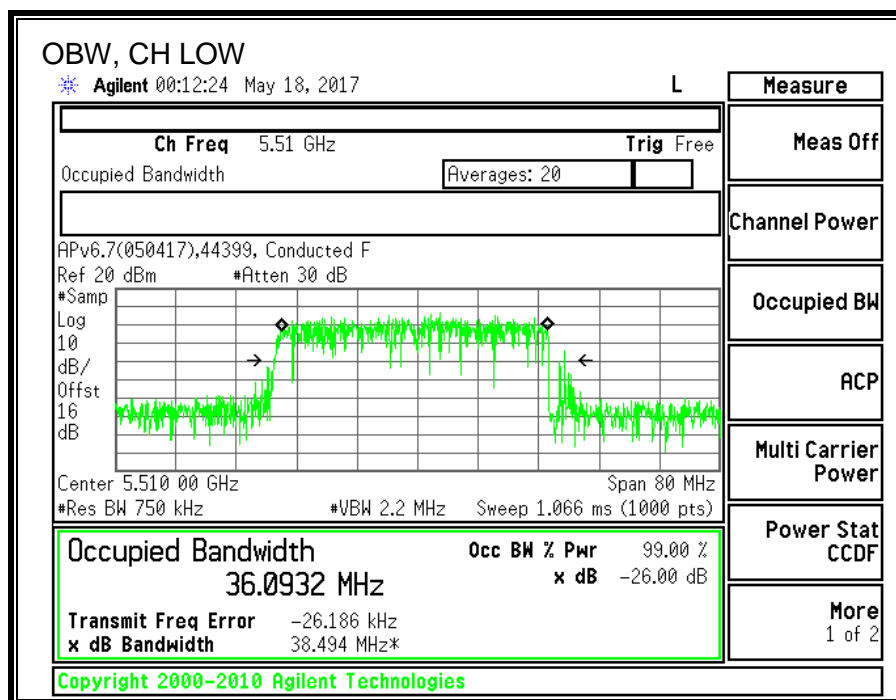 OBW, CH LOW
Agilent 00:12:24 May 18, 2017 L
Measure
Ch Freq 5.51 GHz Trig Free
Meas Off
Occupied Bandwidth Averages: 20
Channel Power
APv6.7(050417),44399, Conducted F
Ref 20 dBm #Atten 30 dB
#Samp
Log
10
dB/
Offst
16
dB
Occupied BW
ACP
Multi Carrier
Power
Center 5.510 00 GHz Span 80 MHz
#Res BW 750 kHz #VBW 2.2 MHz Sweep 1.066 ms (1000 pts)
Power Stat
CCDF
Occupied Bandwidth Occ BW % Pwr 99.00 %
36.0932 MHz x dB -26.00 dB
Transmit Freq Error -26.186 kHz
x dB Bandwidth 38.494 MHz*
More
1 of 2
Copyright 2000-2010 Agilent Technologies